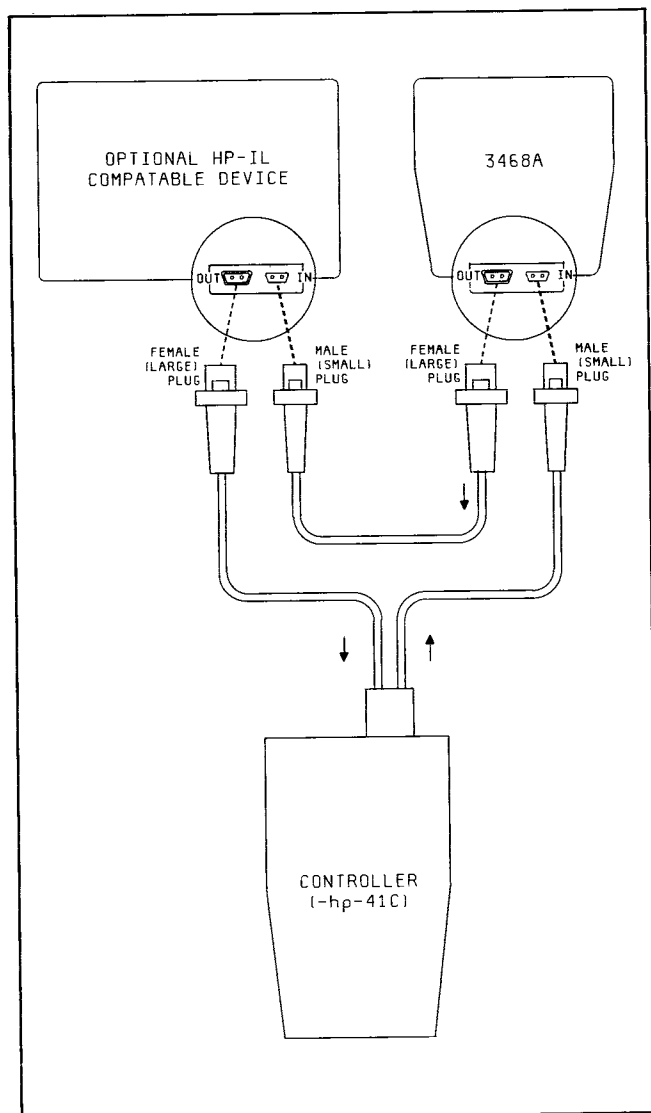 OPTIONAL HP-IL
COMPATABLE DEVICE
3468A
OUT
IN
OUT
IN
FEMALE
(LARGE)
PLUG
MALE
(SMALL)
PLUG
FEMALE
(LARGE)
PLUG
MALE
(SMALL)
PLUG
CONTROLLER
(-hp-41C)